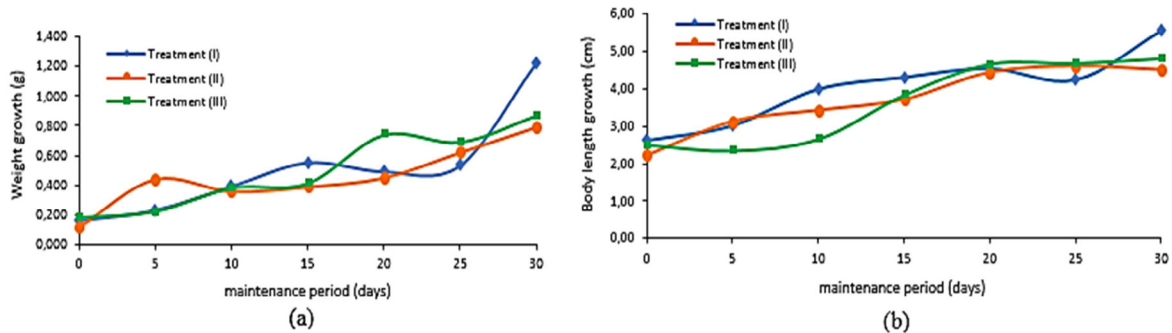 (a)
1,400
1,200
1,000
0,800
0,600
0,400
0,200
0,000
Weight growth (g)
Treatment (I)
Treatment (II)
Treatment (III)
0 5 10 15 20 25 30
maintenance period (days)
(a)
(b)
6,00
5,00
4,00
3,00
2,00
1,00
0,00
Body length growth (cm)
Treatment (I)
Treatment (II)
Treatment (III)
0 5 10 15 20 25 30
maintenance period (days)
(b)